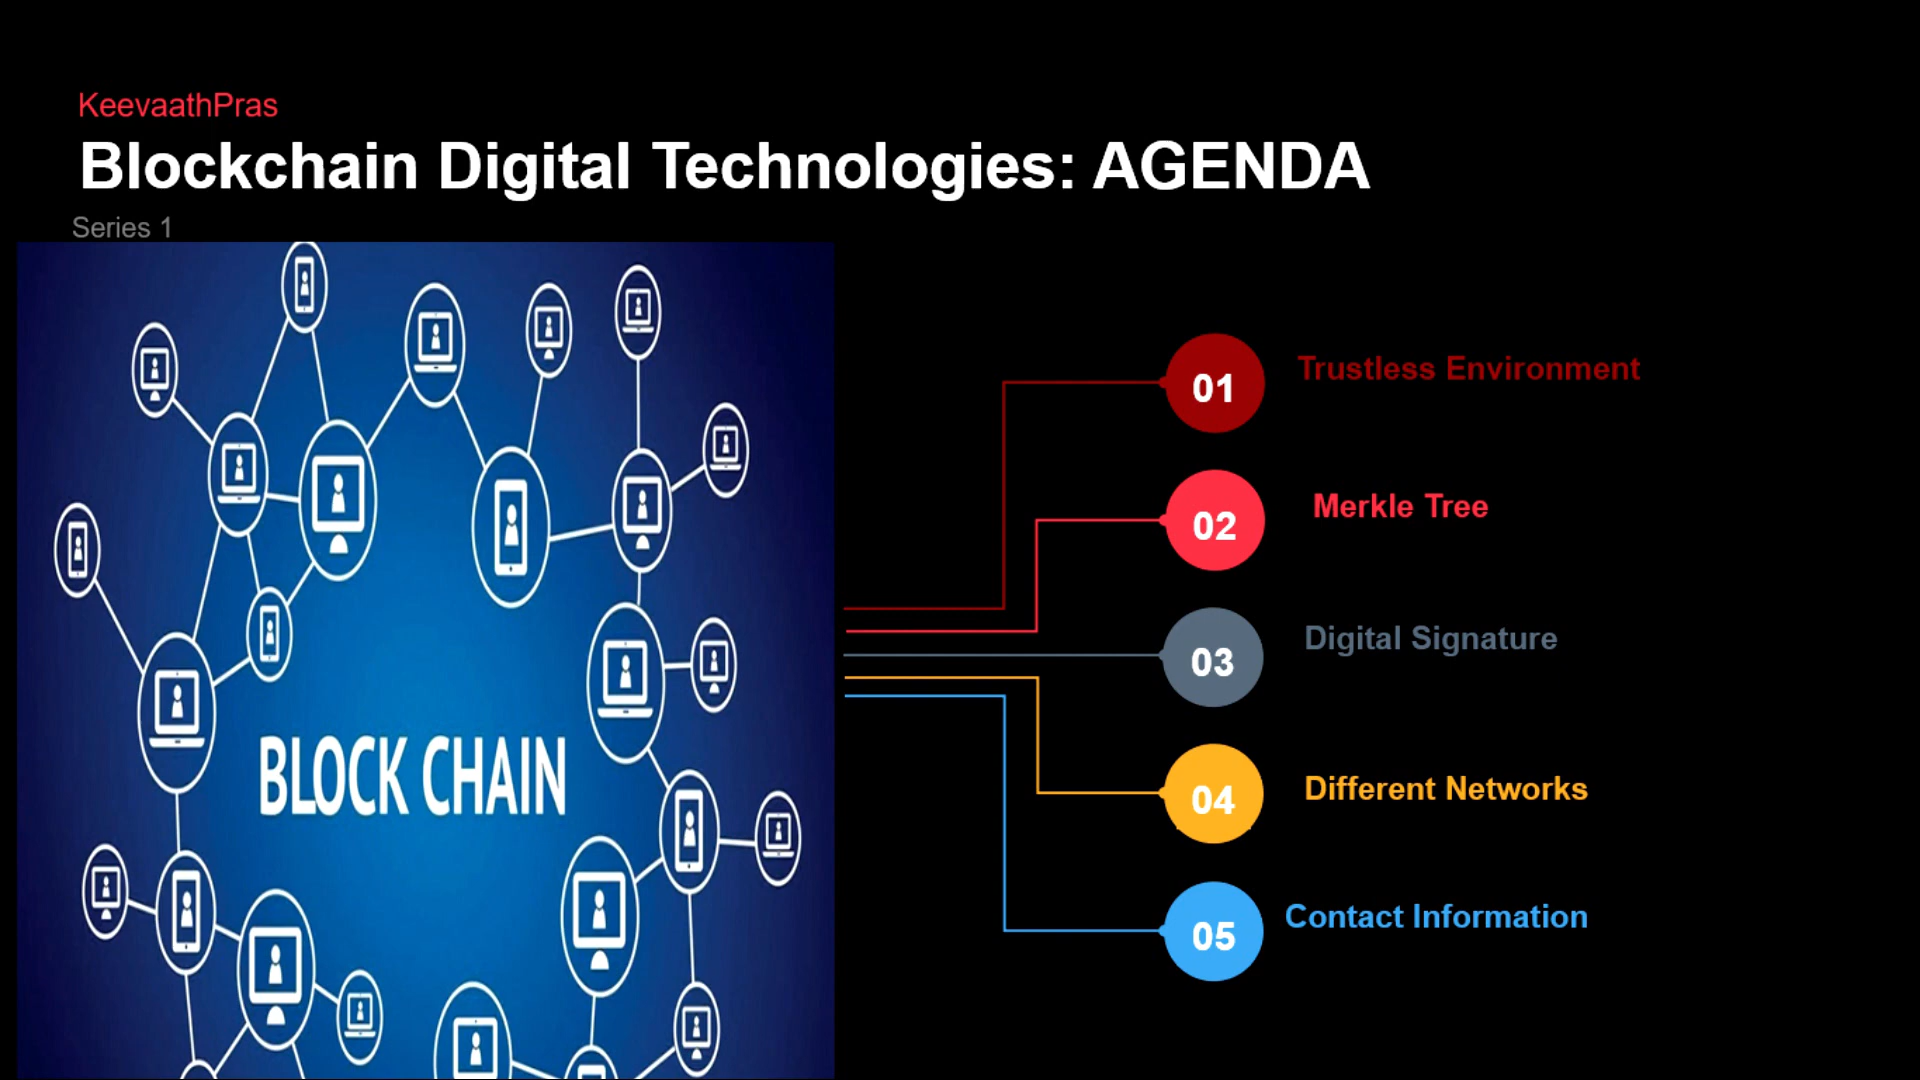 KeevaathPras
Blockchain Digital Technologies: AGENDA
Series 1
BLOCK CHAIN
01
Trustless Environment
02
Merkle Tree
03
Digital Signature
04
Different Networks
05
Contact Information